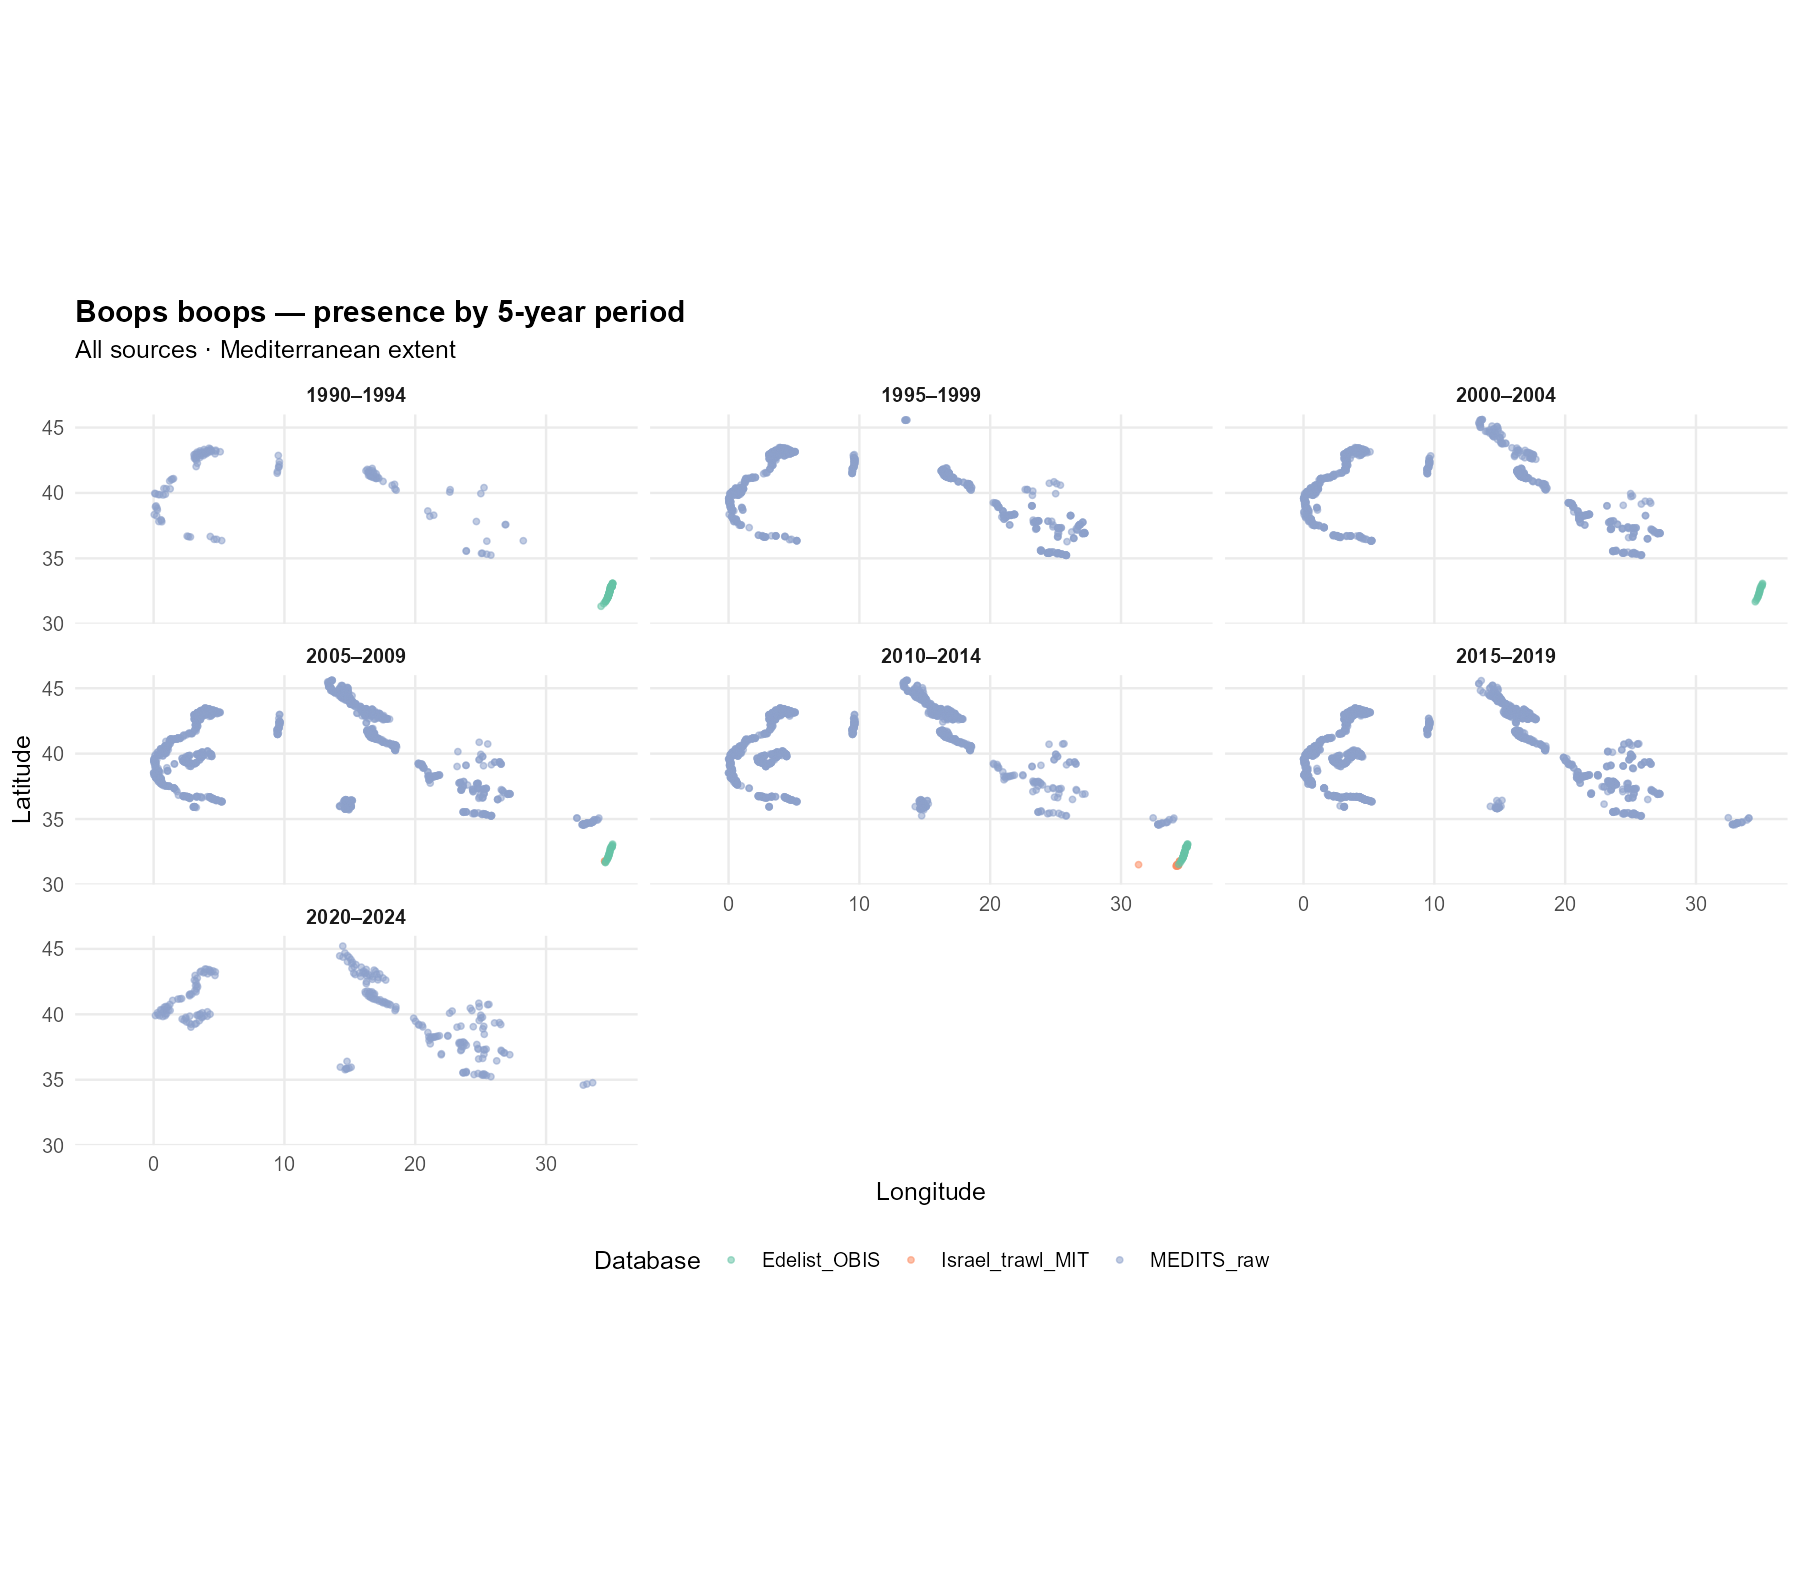 Boops boops — presence by 5-year period
All sources · Mediterranean extent
1990–1994 1995–1999 2000–2004
45
40
35
30
2005–2009 2010–2014 2015–2019
45
40
35
30
0 10 20 30 0 10 20 30
2020–2024
45
40
35
30
0 10 20 30
Latitude
Longitude
Database Edelist_OBIS Israel_trawl_MIT MEDITS_raw